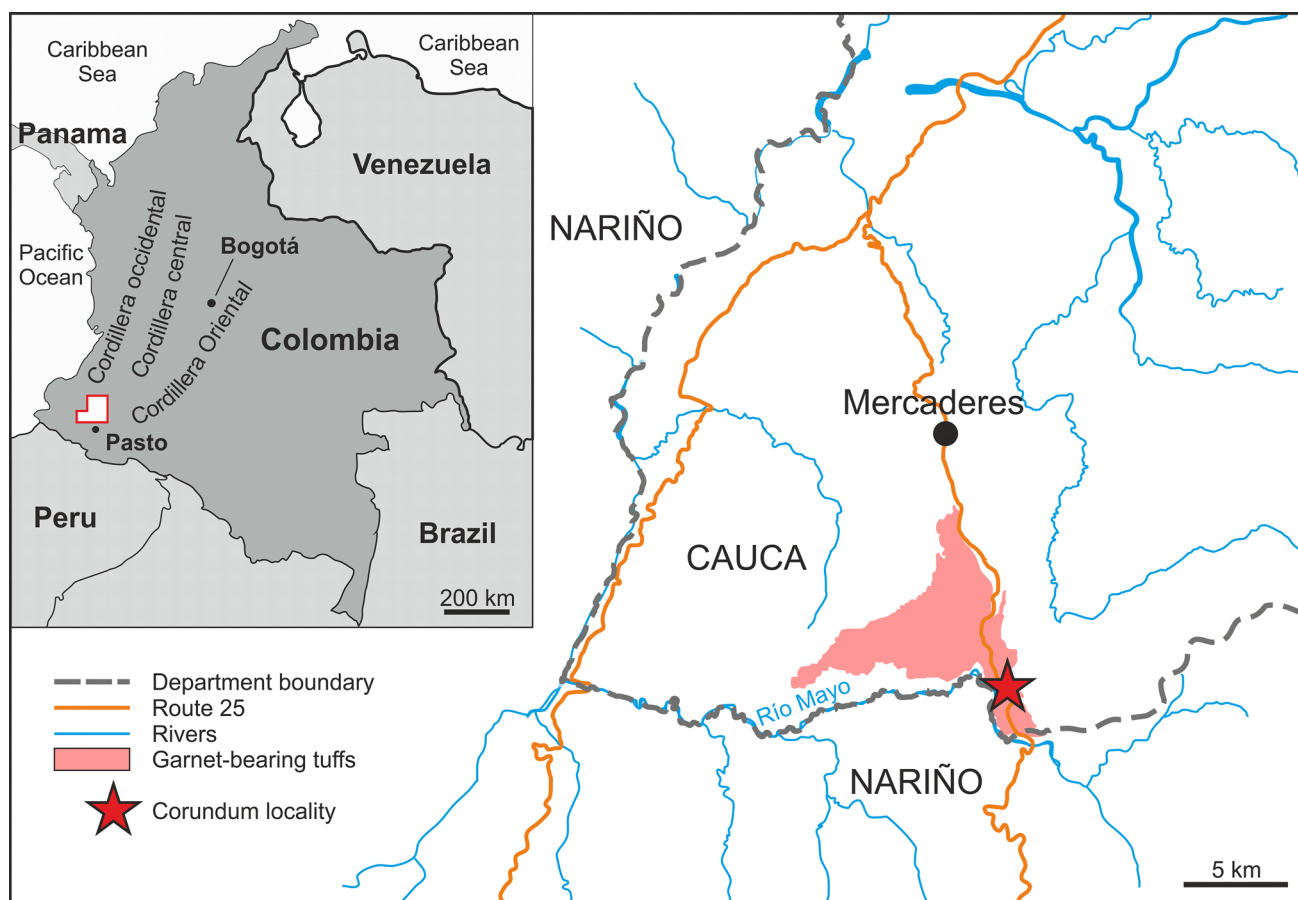 Caribbean
Sea
Caribbean
Sea
Panama
Venezuela
Pacific
Ocean
Cordillera occidental
Cordillera central
Cordillera Oriental
Bogotá
Colombia
Pasto
Peru
Brazil
200 km
NARIÑO
Mercaderes
CAUCA
Río Mayo
NARIÑO
5 km
Department boundary
Route 25
Rivers
Garnet-bearing tuffs
Corundum locality